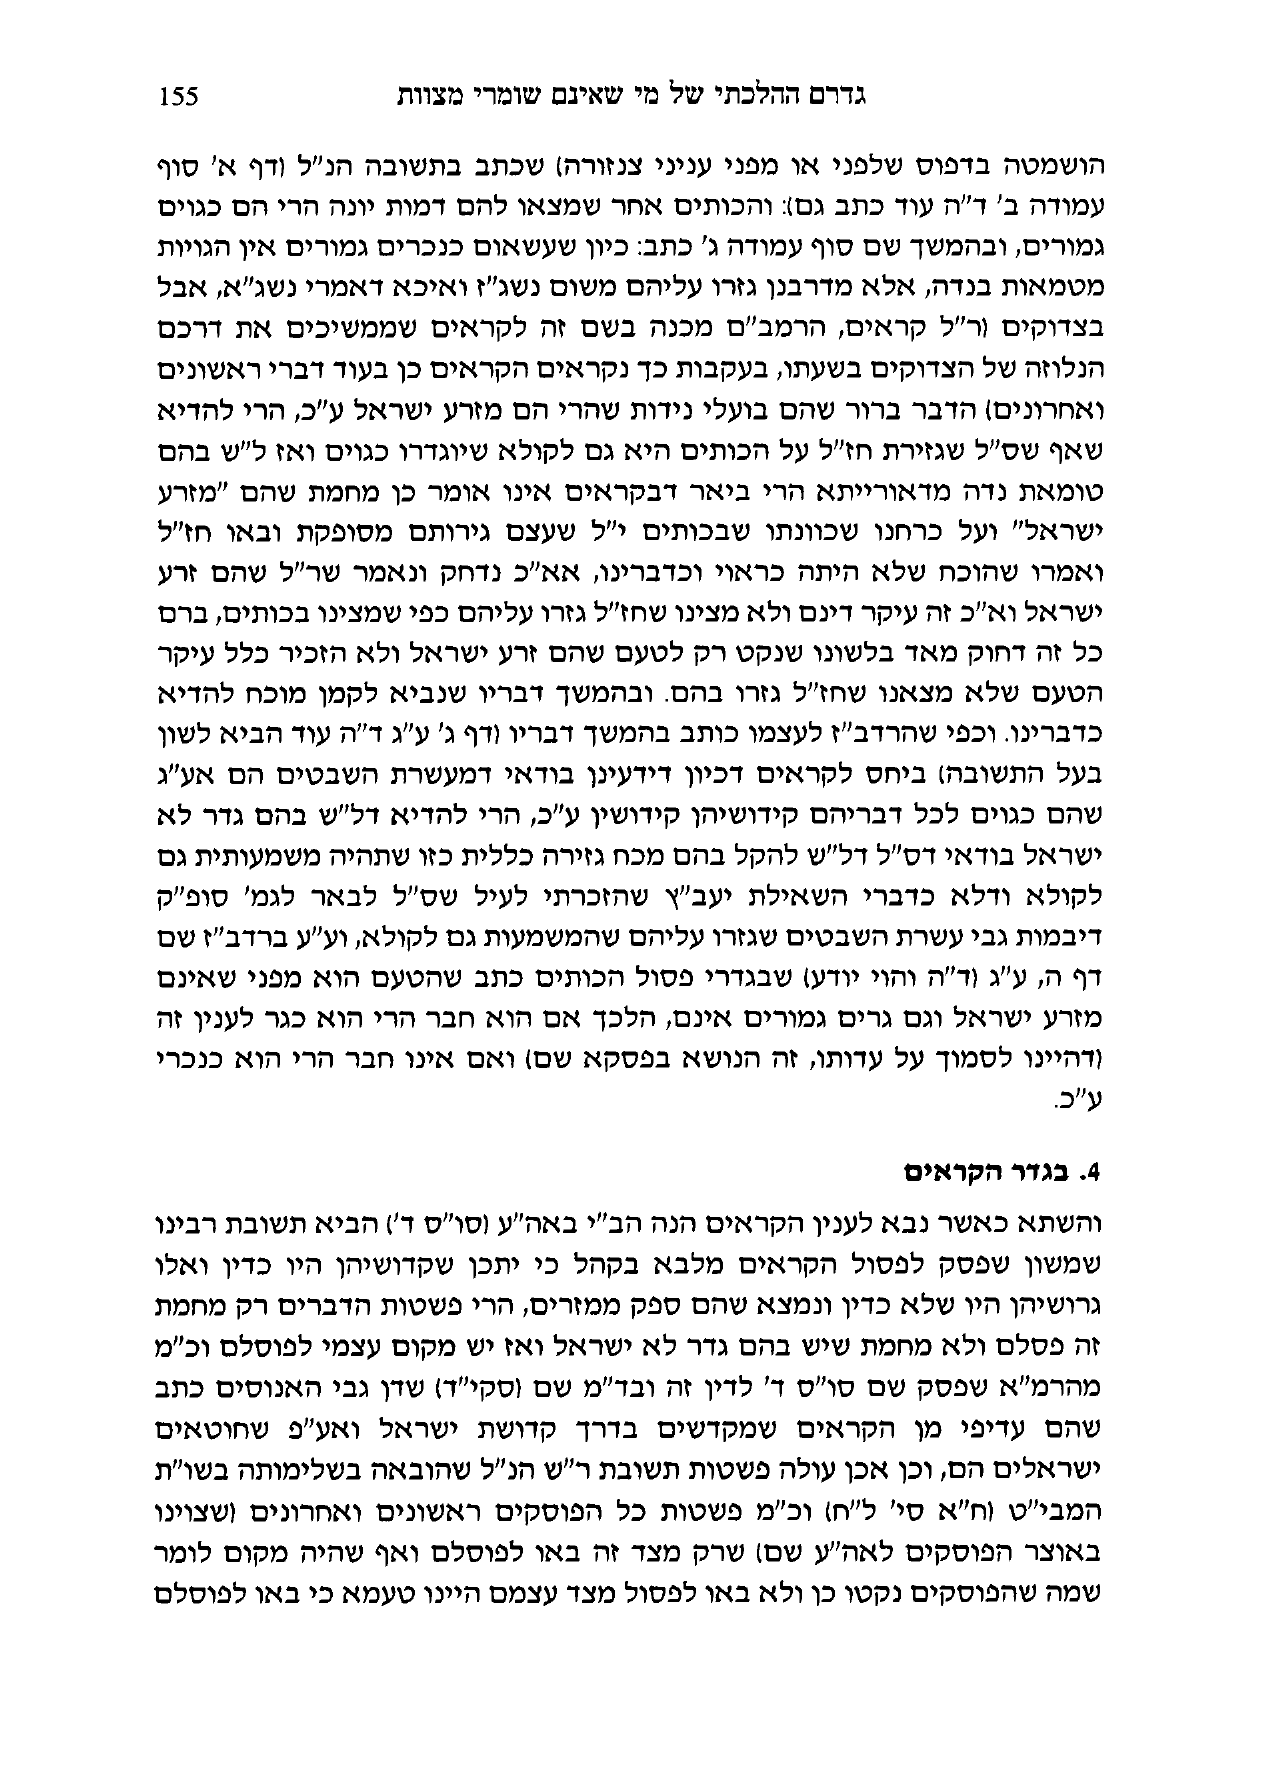 גדרם ההלכתי של מי שאינם שומרי מצוות 155
הושמטה בדפוס שלפני או מפני עניני צנזורה) שכתב בתשובה הנ"ל (דף א' סוף
עמודה ב' ד"ה עוד כתב גם): והכותים אחר שמצאו להם דמות יונה הרי הם כגוים
גמורים, ובהמשך שם סוף עמודה ג' כתב: כיון שעשאום כנכרים גמורים אין הגויות
מטמאות בנדה, אלא מדרבנן גזרו עליהם משום נשג"ז ואיכא דאמרי נשג"א, אבל
בצדוקים (ר"ל קראים, הרמב"ם מכנה בשם זה לקראים שממשיכים את דרכם
הנלוזה של הצדוקים בשעתו, בעקבות כך נקראים הקראים כן בעוד דברי ראשונים
ואחרונים) הדבר ברור שהם בועלי נידות שהרי הם מזרע ישראל ע"כ, הרי להדיא
שאף שס"ל שגזירת חז"ל על הכותים היא גם לקולא שיוגדרו כגוים ואז ל"ש בהם
טומאת נדה מדאורייתא הרי ביאר דבקראים אינו אומר כן מחמת שהם "מזרע
ישראל" ועל כרחנו שכוונתו שבכותים י"ל שעצם גירותם מסופקת ובאו חז"ל
ואמרו שהוכח שלא היתה כראוי וכדברינו, אא"כ נדחק ונאמר שר"ל שהם זרע
ישראל וא"כ זה עיקר דינם ולא מצינו שחז"ל גזרו עליהם כפי שמצינו בכותים, ברם
כל זה דחוק מאד בלשונו שנקט רק לטעם שהם זרע ישראל ולא הזכיר כלל עיקר
הטעם שלא מצאנו שחז"ל גזרו בהם. ובהמשך דבריו שנביא לקמן מוכח להדיא
כדברינו. וכפי שהרדב"ז לעצמו כותב בהמשך דבריו (דף ג' ע"ג ד"ה עוד הביא לשון
בעל התשובה) ביחס לקראים דכיון דידעינן בודאי דמעשרת השבטים הם אע"ג
שהם כגוים לכל דבריהם קידושיהן קידושין ע"כ, הרי להדיא דל"ש בהם גדר לא
ישראל בודאי דס"ל דל"ש להקל בהם מכח גזירה כללית כזו שתהיה משמעותית גם
לקולא ודלא כדברי השאילת יעב"ץ שהזכרתי לעיל שס"ל לבאר לגמ' סופ"ק
דיבמות גבי עשרת השבטים שגזרו עליהם שהמשמעות גם לקולא, וע"ע ברדב"ז שם
דף ה, ע"ג (ד"ה והוי יודע) שבגדרי פסול הכותים כתב שהטעם הוא מפני שאינם
מזרע ישראל וגם גרים גמורים אינם, הלכך אם הוא חבר הרי הוא כגר לענין זה
(דהיינו לסמוך על עדותו, זה הנושא בפסקא שם) ואם אינו חבר הרי הוא כנכרי
ע"כ.
4. בגדר הקראים
והשתא כאשר נבא לענין הקראים הנה הב"י באה"ע (סו"ס ד') הביא תשובת רבינו
שמשון שפסק לפסול הקראים מלבא בקהל כי יתכן שקדושיהן היו כדין ואלו
גרושיהן היו שלא כדין ונמצא שהם ספק ממזרים, הרי פשטות הדברים רק מחמת
זה פסלם ולא מחמת שיש בהם גדר לא ישראל ואז יש מקום עצמי לפוסלם וכ"מ
מהרמ"א שפסק שם סו"ס ד' לדין זה ובד"מ שם (סקי"ד) שדן גבי האנוסים כתב
שהם עדיפי מן הקראים שמקדשים בדרך קדושת ישראל ואע"פ שחוטאים
ישראלים הם, וכן אכן עולה פשטות תשובת ר"ש הנ"ל שהובאה בשלימותה בשו"ת
המבי"ט (ח"א סי' ל"ח) וכ"מ פשטות כל הפוסקים ראשונים ואחרונים (שצוינו
באוצר הפוסקים לאה"ע שם) שרק מצד זה באו לפוסלם ואף שהיה מקום לומר
שמה שהפוסקים נקטו כן ולא באו לפסול מצד עצמם היינו טעמא כי באו לפוסלם